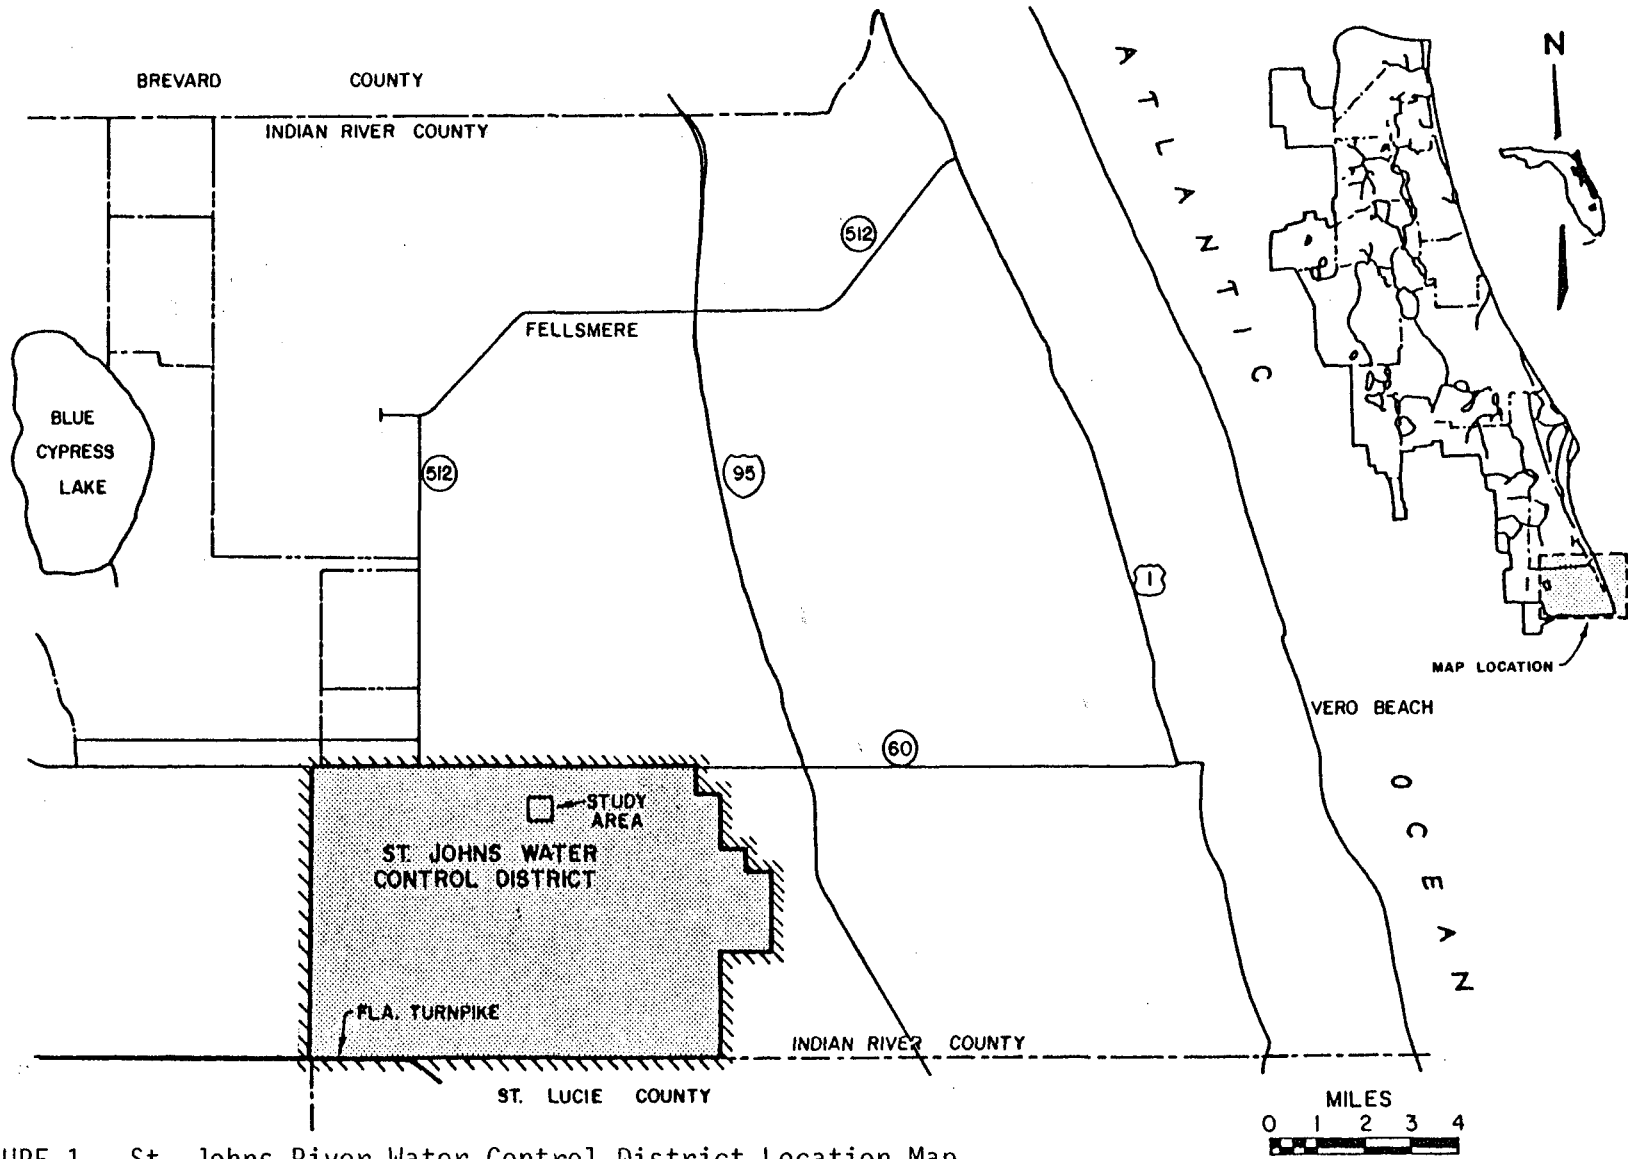 BREVARD COUNTY
INDIAN RIVER COUNTY
ATLANTIC
N
512
FELLSMERE
BLUE
CYPRESS
LAKE
512
95
1
MAP LOCATION
VERO BEACH
60
OCEAN
STUDY
AREA
ST. JOHNS WATER
CONTROL DISTRICT
FLA. TURNPIKE
INDIAN RIVER COUNTY
ST. LUCIE COUNTY
MILES
0 1 2 3 4
St. Johns River Water Control District Location Map